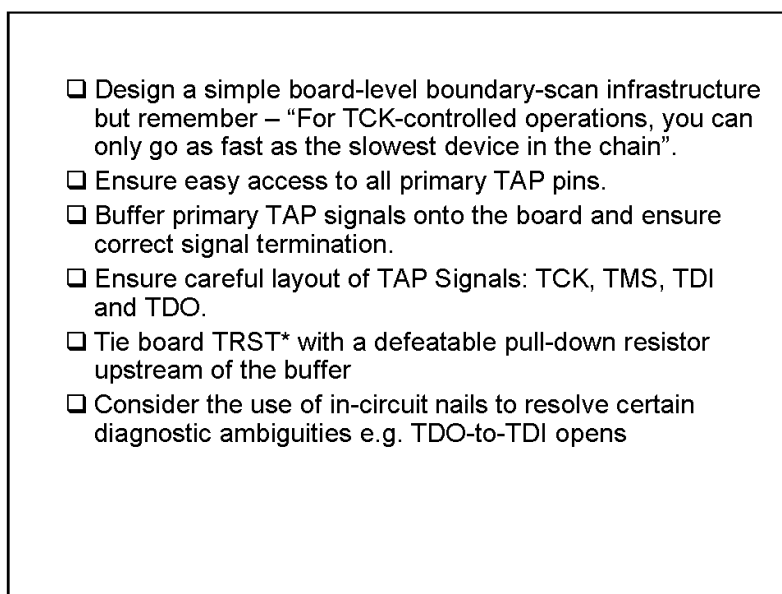 ❑ Design a simple board-level boundary-scan infrastructure
but remember – “For TCK-controlled operations, you can
only go as fast as the slowest device in the chain”.
❑ Ensure easy access to all primary TAP pins.
❑ Buffer primary TAP signals onto the board and ensure
correct signal termination.
❑ Ensure careful layout of TAP Signals: TCK, TMS, TDI
and TDO.
❑ Tie board TRST* with a defeatable pull-down resistor
upstream of the buffer
❑ Consider the use of in-circuit nails to resolve certain
diagnostic ambiguities e.g. TDO-to-TDI opens